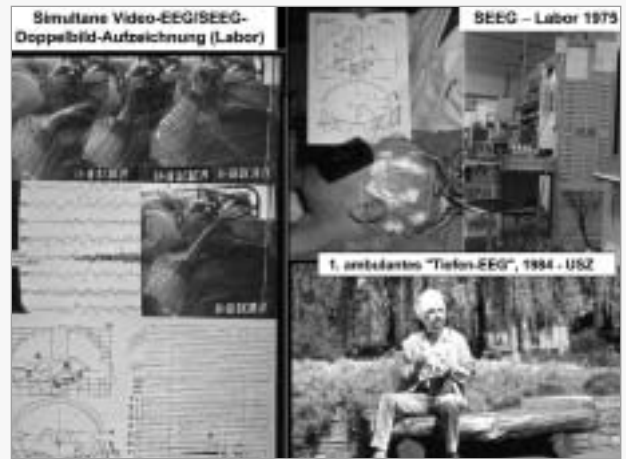 Simultane Video-EEG/SEEG-
Doppelbild-Aufzeichnung (Labor)
SEEG – Labor 1975
1. ambulantes "Tiefen-EEG", 1984 - USZ